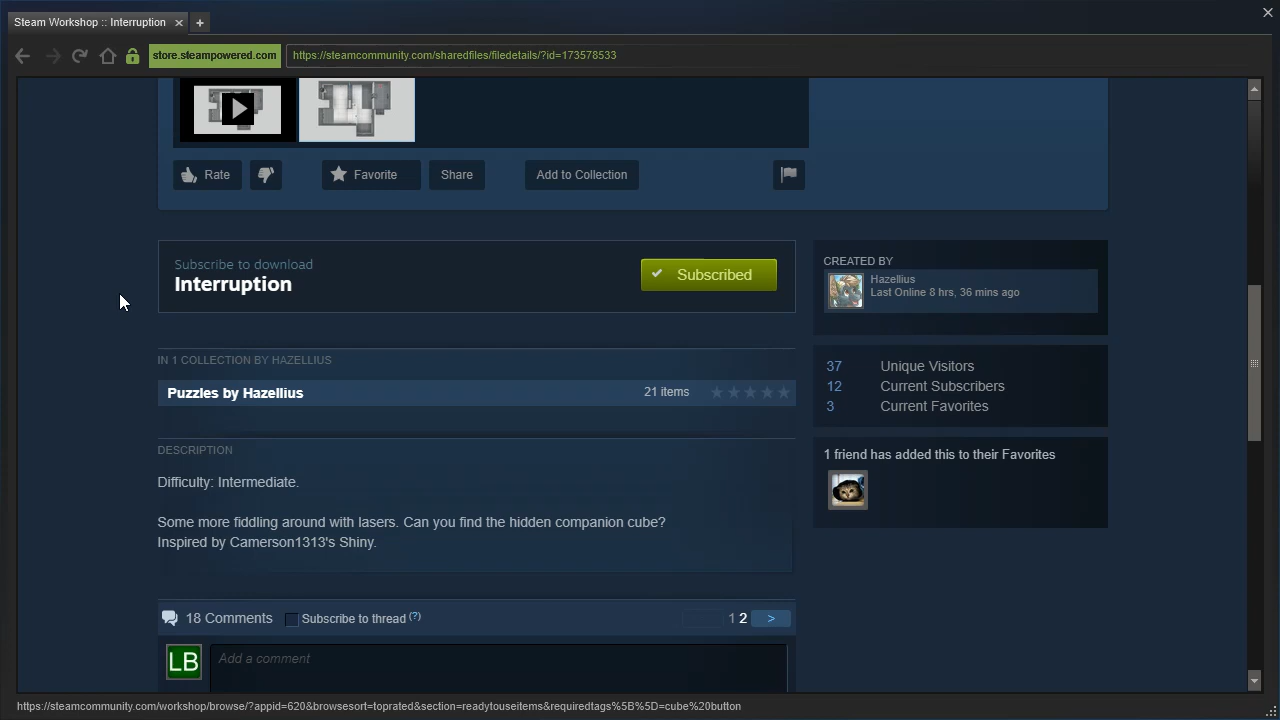 Steam Workshop :: Interruption
store.steampowered.com
https://steamcommunity.com/sharedfiles/filedetails/?id=173578533
Rate
Favorite
Share
Add to Collection
Subscribe to download
Interruption
Subscribed
IN 1 COLLECTION BY HAZELLIUS
Puzzles by Hazellius
21 items
DESCRIPTION
Difficulty: Intermediate.
Some more fiddling around with lasers. Can you find the hidden companion cube?
Inspired by Camerson1313's Shiny.
18 Comments
Subscribe to thread (?)
1 2 >
LB
Add a comment
CREATED BY
Hazellius
Last Online 8 hrs, 36 mins ago
37 Unique Visitors
12 Current Subscribers
3 Current Favorites
1 friend has added this to their Favorites
https://steamcommunity.com/workshop/browse/?appid=620&browsesort=toprated&section=readytouseitems&requiredtags%5B%5D=cube%20button